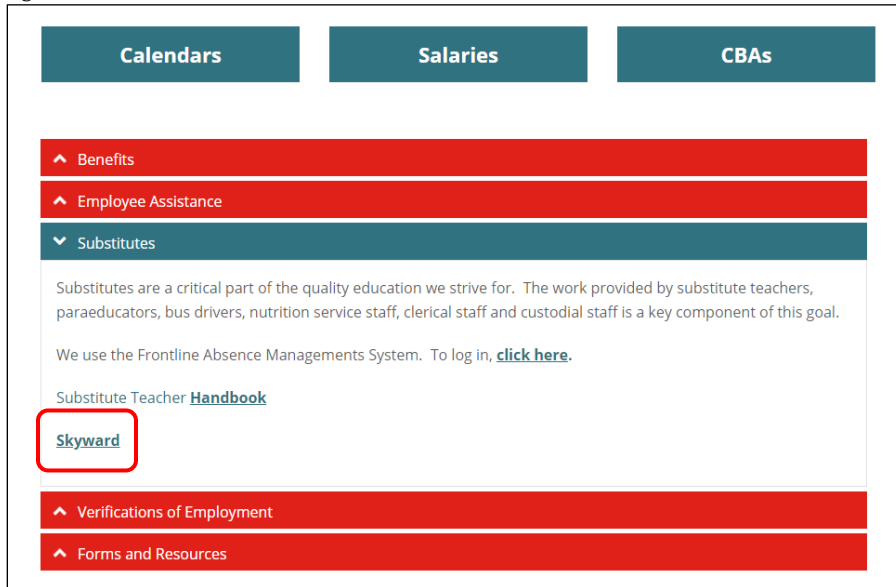 Calendars
Salaries
CBAs
Benefits
Employee Assistance
Substitutes
Substitutes are a critical part of the quality education we strive for.  The work provided by substitute teachers,
paraeducators, bus drivers, nutrition service staff, clerical staff and custodial staff is a key component of this goal.
We use the Frontline Absence Managements System.  To log in, click here.
Substitute Teacher Handbook
Skyward
Verifications of Employment
Forms and Resources